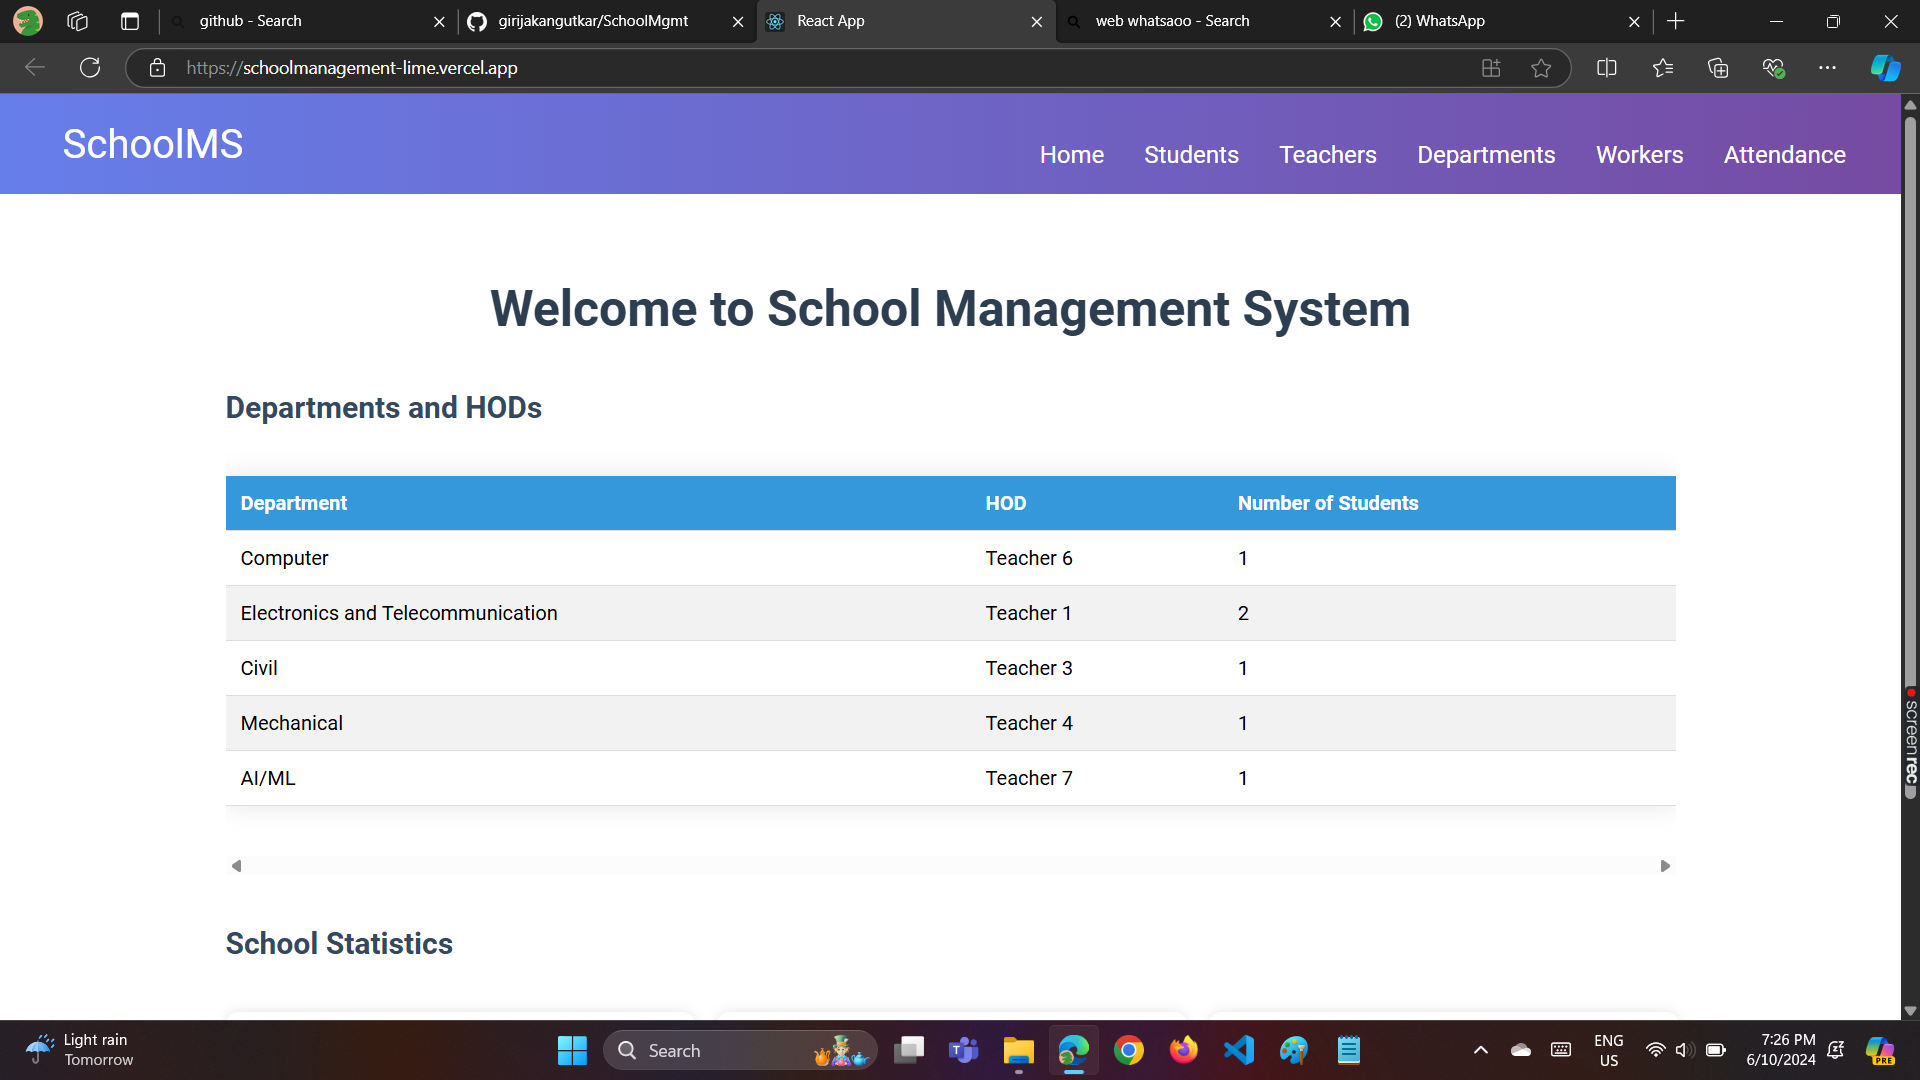 github - Search
girijakangutkar/SchoolMgmt
React App
web whatsaoo - Search
(2) WhatsApp
https://schoolmanagement-lime.vercel.app
SchoolMS
Home Students Teachers Departments Workers Attendance
Welcome to School Management System
Departments and HODs
Department HOD Number of Students
Computer Teacher 6 1
Electronics and Telecommunication Teacher 1 2
Civil Teacher 3 1
Mechanical Teacher 4 1
AI/ML Teacher 7 1
School Statistics
screenrec
Light rain
Tomorrow
Search
ENG
US
7:26 PM
6/10/2024
PRE